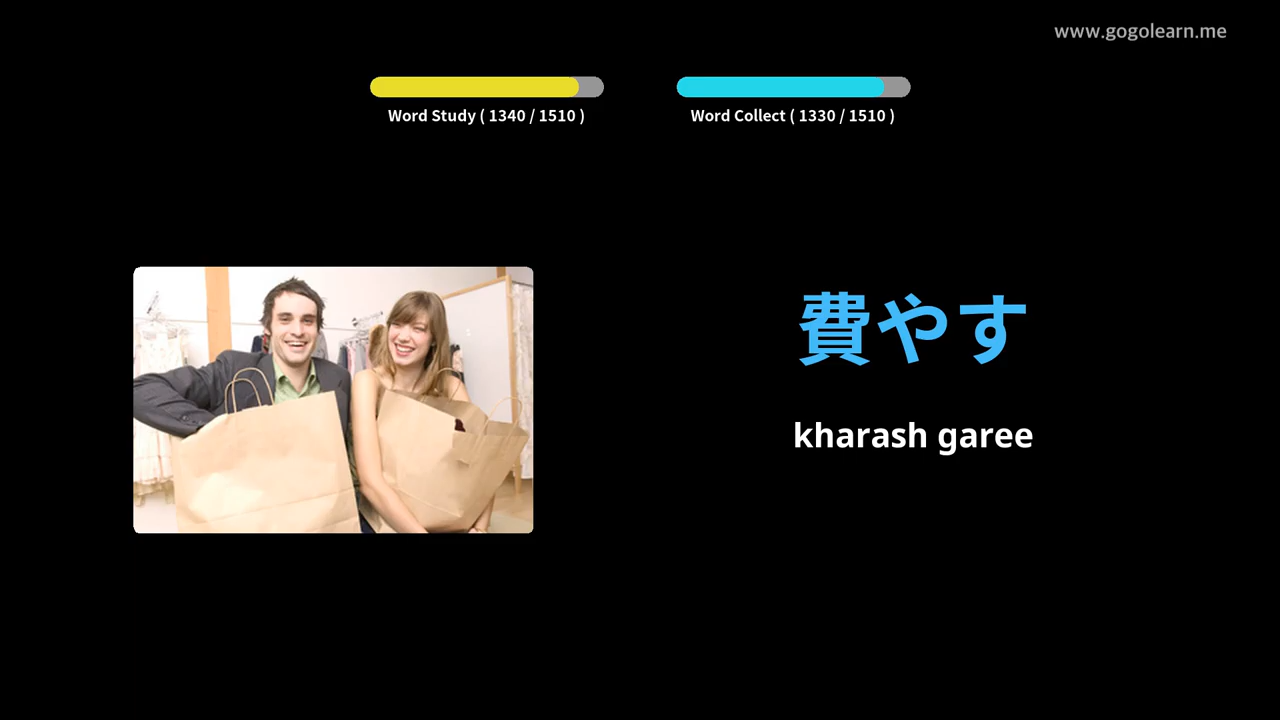 www.gogolearn.me
Word Study ( 1340 / 1510 )
Word Collect ( 1330 / 1510 )
費やす
kharash garee